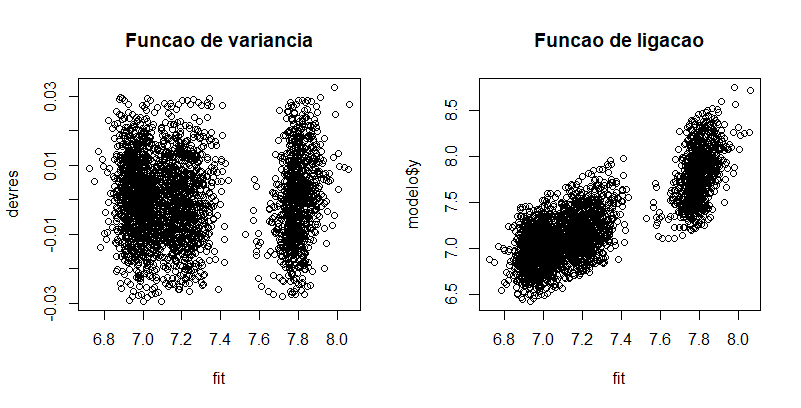 Funcao de variancia
devres
-0.03
-0.01
0.01
0.03
6.8 7.0 7.2 7.4 7.6 7.8 8.0
fit
Funcao de ligacao
modelo$y
6.5
7.0
7.5
8.0
8.5
6.8 7.0 7.2 7.4 7.6 7.8 8.0
fit